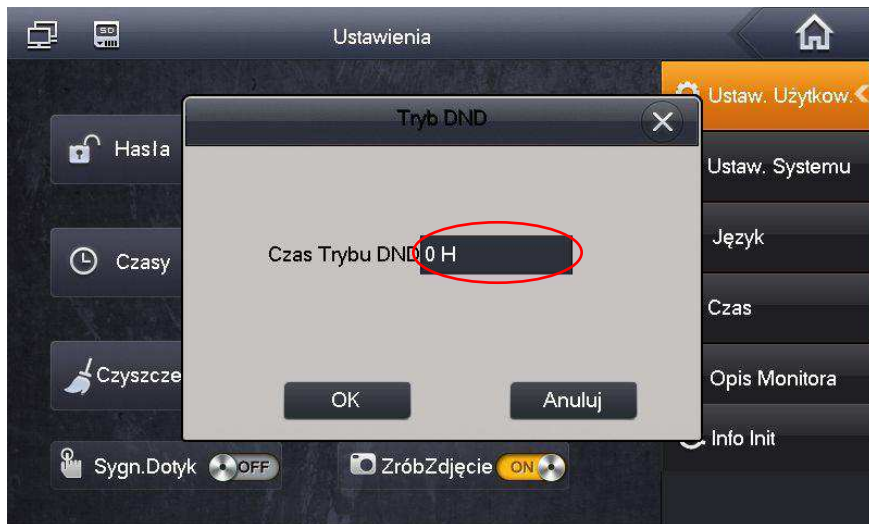 SD
Ustawienia
Ustaw. Użytkow.
Tryb DND
Hasła
Ustaw. Systemu
Język
Czas Trybu DND 0 H
Czasy
Czas
Czyszcze
Opis Monitora
OK
Anuluj
Info Init
Sygn.Dotyk OFF
ZróbZdjęcie ON